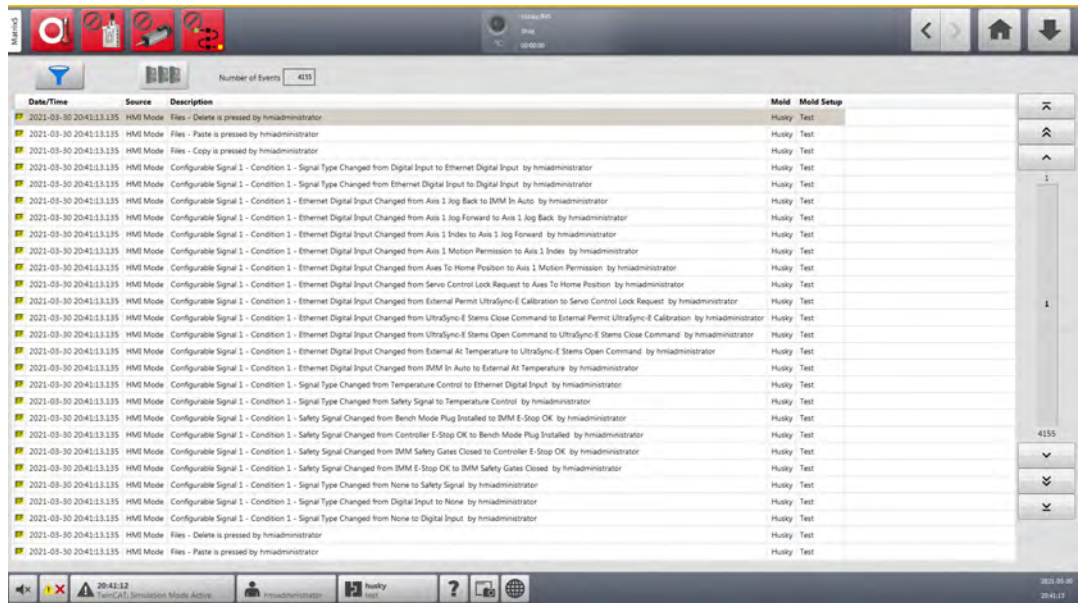 Matrix5
Husky.945
Stop
°C 00:00:00
Number of Events 4155
Date/Time Source Description Mold Mold Setup
2021-03-30 20:41:13.135 HMI Mode Files - Delete is pressed by hmiadministrator Husky Test
2021-03-30 20:41:13.135 HMI Mode Files - Paste is pressed by hmiadministrator Husky Test
2021-03-30 20:41:13.135 HMI Mode Files - Copy is pressed by hmiadministrator Husky Test
2021-03-30 20:41:13.135 HMI Mode Configurable Signal 1 - Condition 1 - Signal Type Changed from Digital Input to Ethernet Digital Input by hmiadministrator Husky Test
2021-03-30 20:41:13.135 HMI Mode Configurable Signal 1 - Condition 1 - Signal Type Changed from Ethernet Digital Input to Digital Input by hmiadministrator Husky Test
2021-03-30 20:41:13.135 HMI Mode Configurable Signal 1 - Condition 1 - Ethernet Digital Input Changed from Axis 1 Jog Back to IMM In Auto by hmiadministrator Husky Test
2021-03-30 20:41:13.135 HMI Mode Configurable Signal 1 - Condition 1 - Ethernet Digital Input Changed from Axis 1 Jog Forward to Axis 1 Jog Back by hmiadministrator Husky Test
2021-03-30 20:41:13.135 HMI Mode Configurable Signal 1 - Condition 1 - Ethernet Digital Input Changed from Axis 1 Index to Axis 1 Jog Forward by hmiadministrator Husky Test
2021-03-30 20:41:13.135 HMI Mode Configurable Signal 1 - Condition 1 - Ethernet Digital Input Changed from Axis 1 Motion Permission to Axis 1 Index by hmiadministrator Husky Test
2021-03-30 20:41:13.135 HMI Mode Configurable Signal 1 - Condition 1 - Ethernet Digital Input Changed from Axes To Home Position to Axis 1 Motion Permission by hmiadministrator Husky Test
2021-03-30 20:41:13.135 HMI Mode Configurable Signal 1 - Condition 1 - Ethernet Digital Input Changed from Servo Control Lock Request to Axes To Home Position by hmiadministrator Husky Test
2021-03-30 20:41:13.135 HMI Mode Configurable Signal 1 - Condition 1 - Ethernet Digital Input Changed from External Permit UltraSync-E Calibration to Servo Control Lock Request by hmiadministrator Husky Test
2021-03-30 20:41:13.135 HMI Mode Configurable Signal 1 - Condition 1 - Ethernet Digital Input Changed from UltraSync-E Stems Close Command to External Permit UltraSync-E Calibration by hmiadministrator Husky Test
2021-03-30 20:41:13.135 HMI Mode Configurable Signal 1 - Condition 1 - Ethernet Digital Input Changed from UltraSync-E Stems Open Command to UltraSync-E Stems Close Command by hmiadministrator Husky Test
2021-03-30 20:41:13.135 HMI Mode Configurable Signal 1 - Condition 1 - Ethernet Digital Input Changed from External At Temperature to UltraSync-E Stems Open Command by hmiadministrator Husky Test
2021-03-30 20:41:13.135 HMI Mode Configurable Signal 1 - Condition 1 - Ethernet Digital Input Changed from IMM In Auto to External At Temperature by hmiadministrator Husky Test
2021-03-30 20:41:13.135 HMI Mode Configurable Signal 1 - Condition 1 - Signal Type Changed from Temperature Control to Ethernet Digital Input by hmiadministrator Husky Test
2021-03-30 20:41:13.135 HMI Mode Configurable Signal 1 - Condition 1 - Signal Type Changed from Safety Signal to Temperature Control by hmiadministrator Husky Test
2021-03-30 20:41:13.135 HMI Mode Configurable Signal 1 - Condition 1 - Safety Signal Changed from Bench Mode Plug Installed to IMM E-Stop OK by hmiadministrator Husky Test
2021-03-30 20:41:13.135 HMI Mode Configurable Signal 1 - Condition 1 - Safety Signal Changed from Controller E-Stop OK to Bench Mode Plug Installed by hmiadministrator Husky Test
2021-03-30 20:41:13.135 HMI Mode Configurable Signal 1 - Condition 1 - Safety Signal Changed from IMM Safety Gates Closed to Controller E-Stop OK by hmiadministrator Husky Test
2021-03-30 20:41:13.135 HMI Mode Configurable Signal 1 - Condition 1 - Safety Signal Changed from IMM E-Stop OK to IMM Safety Gates Closed by hmiadministrator Husky Test
2021-03-30 20:41:13.135 HMI Mode Configurable Signal 1 - Condition 1 - Signal Type Changed from None to Safety Signal by hmiadministrator Husky Test
2021-03-30 20:41:13.135 HMI Mode Configurable Signal 1 - Condition 1 - Signal Type Changed from Digital Input to None by hmiadministrator Husky Test
2021-03-30 20:41:13.135 HMI Mode Configurable Signal 1 - Condition 1 - Signal Type Changed from None to Digital Input by hmiadministrator Husky Test
2021-03-30 20:41:13.135 HMI Mode Files - Delete is pressed by hmiadministrator Husky Test
2021-03-30 20:41:13.135 HMI Mode Files - Paste is pressed by hmiadministrator Husky Test
1
1
4155
20:41:12
TwinCAT: Simulation Mode Active
hmiadministrator
husky
test
?
2021-03-30
20:41:13